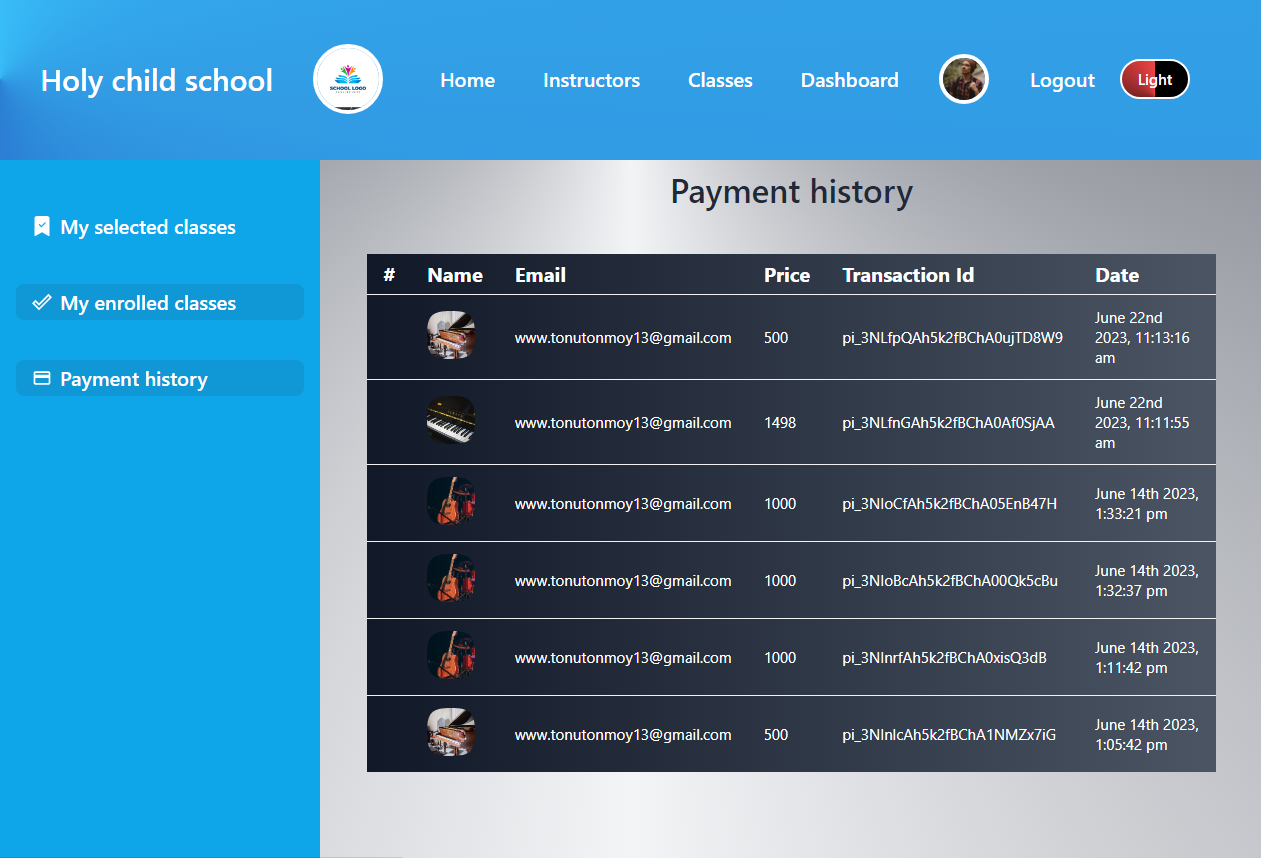 Holy child school
SCHOOL LOGO
Home
Instructors
Classes
Dashboard
Logout
Light
My selected classes
My enrolled classes
Payment history
Payment history
# Name Email Price Transaction Id Date
www.tonutonmoy13@gmail.com 500 pi_3NLfpQAh5k2fBChA0ujTD8W9 June 22nd
2023, 11:13:16
am
www.tonutonmoy13@gmail.com 1498 pi_3NLfnGAh5k2fBChA0Af0SjAA June 22nd
2023, 11:11:55
am
www.tonutonmoy13@gmail.com 1000 pi_3NIoCfAh5k2fBChA05EnB47H June 14th 2023,
1:33:21 pm
www.tonutonmoy13@gmail.com 1000 pi_3NIoBcAh5k2fBChA00Qk5cBu June 14th 2023,
1:32:37 pm
www.tonutonmoy13@gmail.com 1000 pi_3NInrfAh5k2fBChA0xisQ3dB June 14th 2023,
1:11:42 pm
www.tonutonmoy13@gmail.com 500 pi_3NInlcAh5k2fBChA1NMZx7iG June 14th 2023,
1:05:42 pm